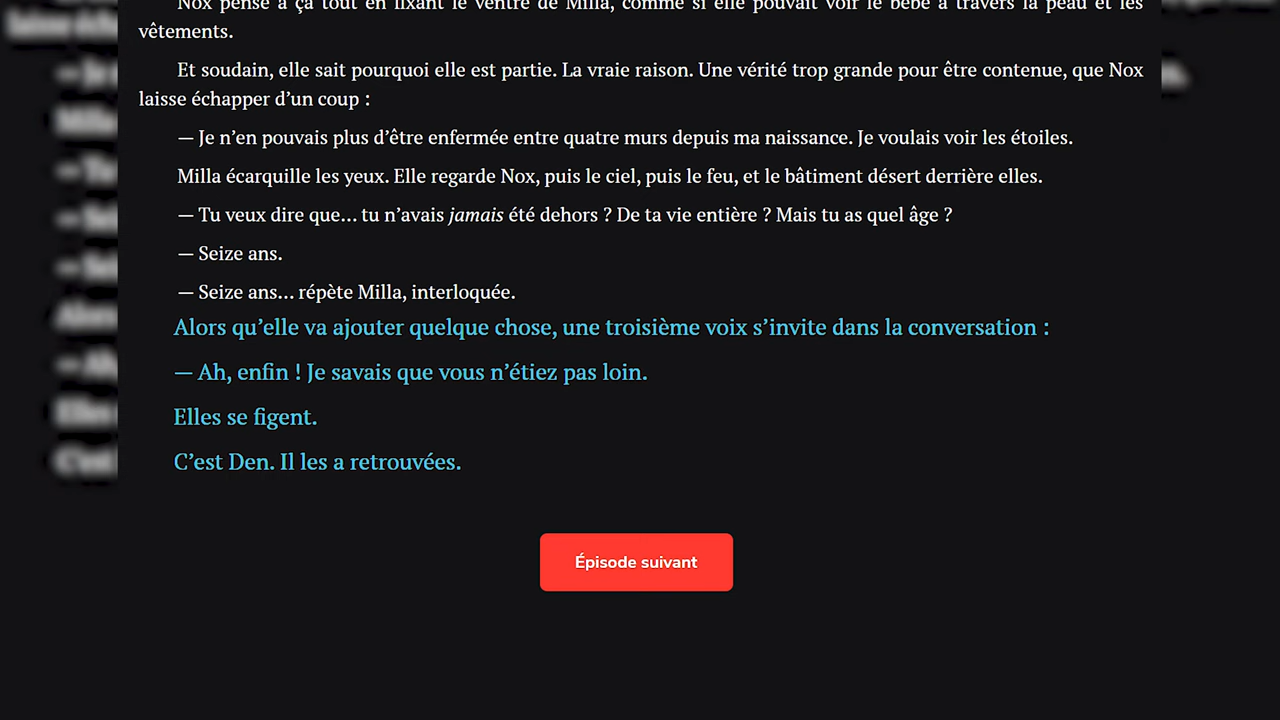 Nox pense à ça tout en fixant le ventre de Milla, comme si elle pouvait voir le bébé à travers la peau et les
vêtements.
Et soudain, elle sait pourquoi elle est partie. La vraie raison. Une vérité trop grande pour être contenue, que Nox
laisse échapper d’un coup :
— Je n’en pouvais plus d’être enfermée entre quatre murs depuis ma naissance. Je voulais voir les étoiles.
Milla écarquille les yeux. Elle regarde Nox, puis le ciel, puis le feu, et le bâtiment désert derrière elles.
— Tu veux dire que… tu n’avais jamais été dehors ? De ta vie entière ? Mais tu as quel âge ?
— Seize ans.
— Seize ans… répète Milla, interloquée.
Alors qu’elle va ajouter quelque chose, une troisième voix s’invite dans la conversation :
— Ah, enfin ! Je savais que vous n’étiez pas loin.
Elles se figent.
C’est Den. Il les a retrouvées.
Épisode suivant